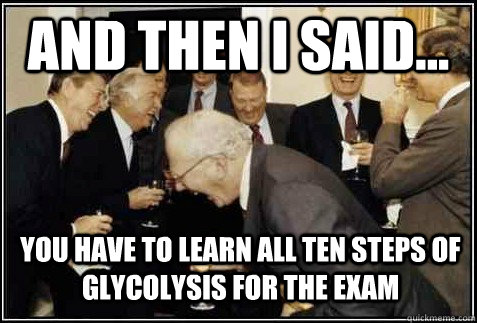 AND THEN I SAID...
YOU HAVE TO LEARN ALL TEN STEPS OF
GLYCOLYSIS FOR THE EXAM
quickmeme.com